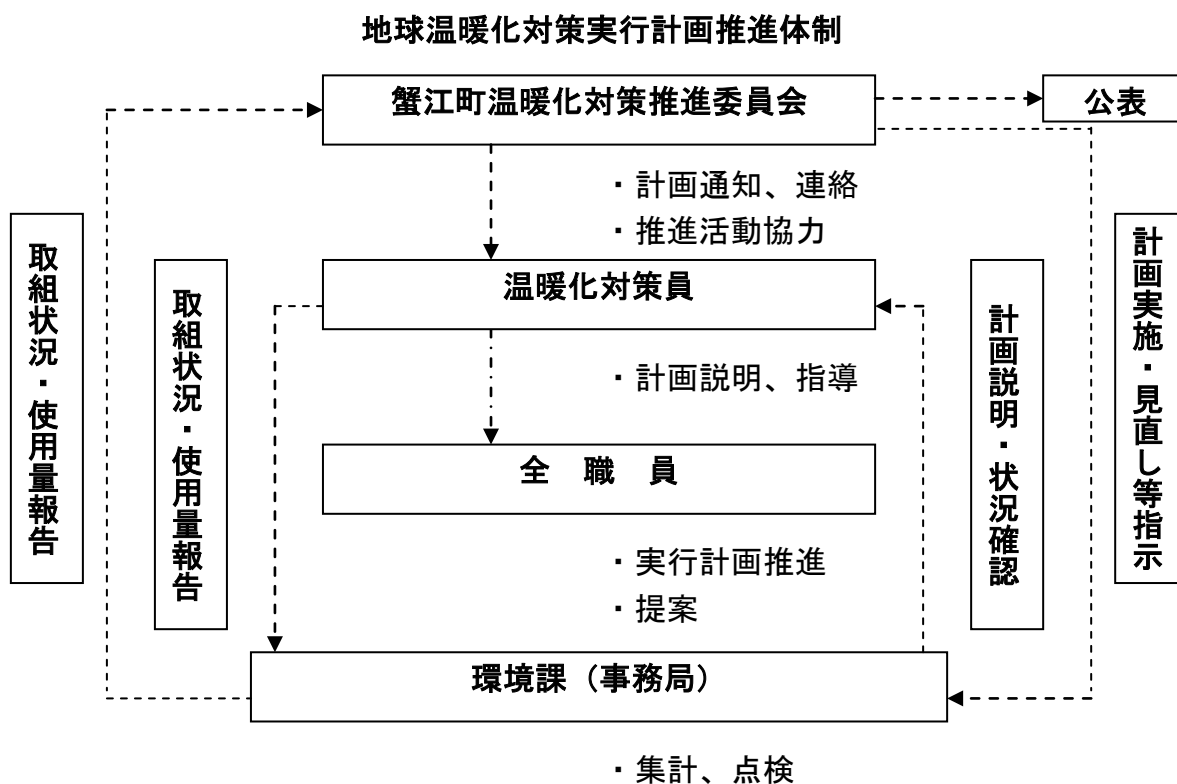 地球温暖化対策実行計画推進体制
蟹江町温暖化対策推進委員会
公表
・計画通知、連絡
・推進活動協力
取組状況・使用量報告
取組状況・使用量報告
温暖化対策員
計画説明・状況確認
計画実施・見直し等指示
・計画説明、指導
全　職　員
・実行計画推進
・提案
環境課（事務局）
・集計、点検